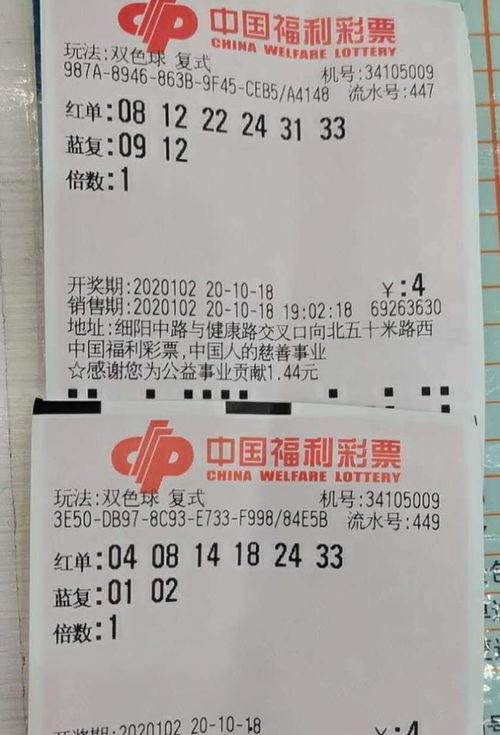 中国福利彩票
CHINA WELFARE LOTTERY
玩法:双色球 复式 机号:34105009
987A-8946-863B-9F45-CEB5/A4148 流水号:447
红单:08 12 22 24 31 33
蓝复:09 12
倍数:1
开奖期:2020102 20-10-18 ¥:4
销售期:2020102 20-10-18 19:02:18 69263630
地址:细阳中路与健康路交叉口向北五十米路西
中国福利彩票,中国人的慈善事业
☆感谢您为公益事业贡献1.44元
中国福利彩票
CHINA WELFARE LOTTERY
玩法:双色球 复式 机号:34105009
3E50-DB97-8C93-E733-F998/84E5B 流水号:449
红单:04 08 14 18 24 33
蓝复:01 02
倍数:1
开奖期:2020102 20-10-18 ¥:4